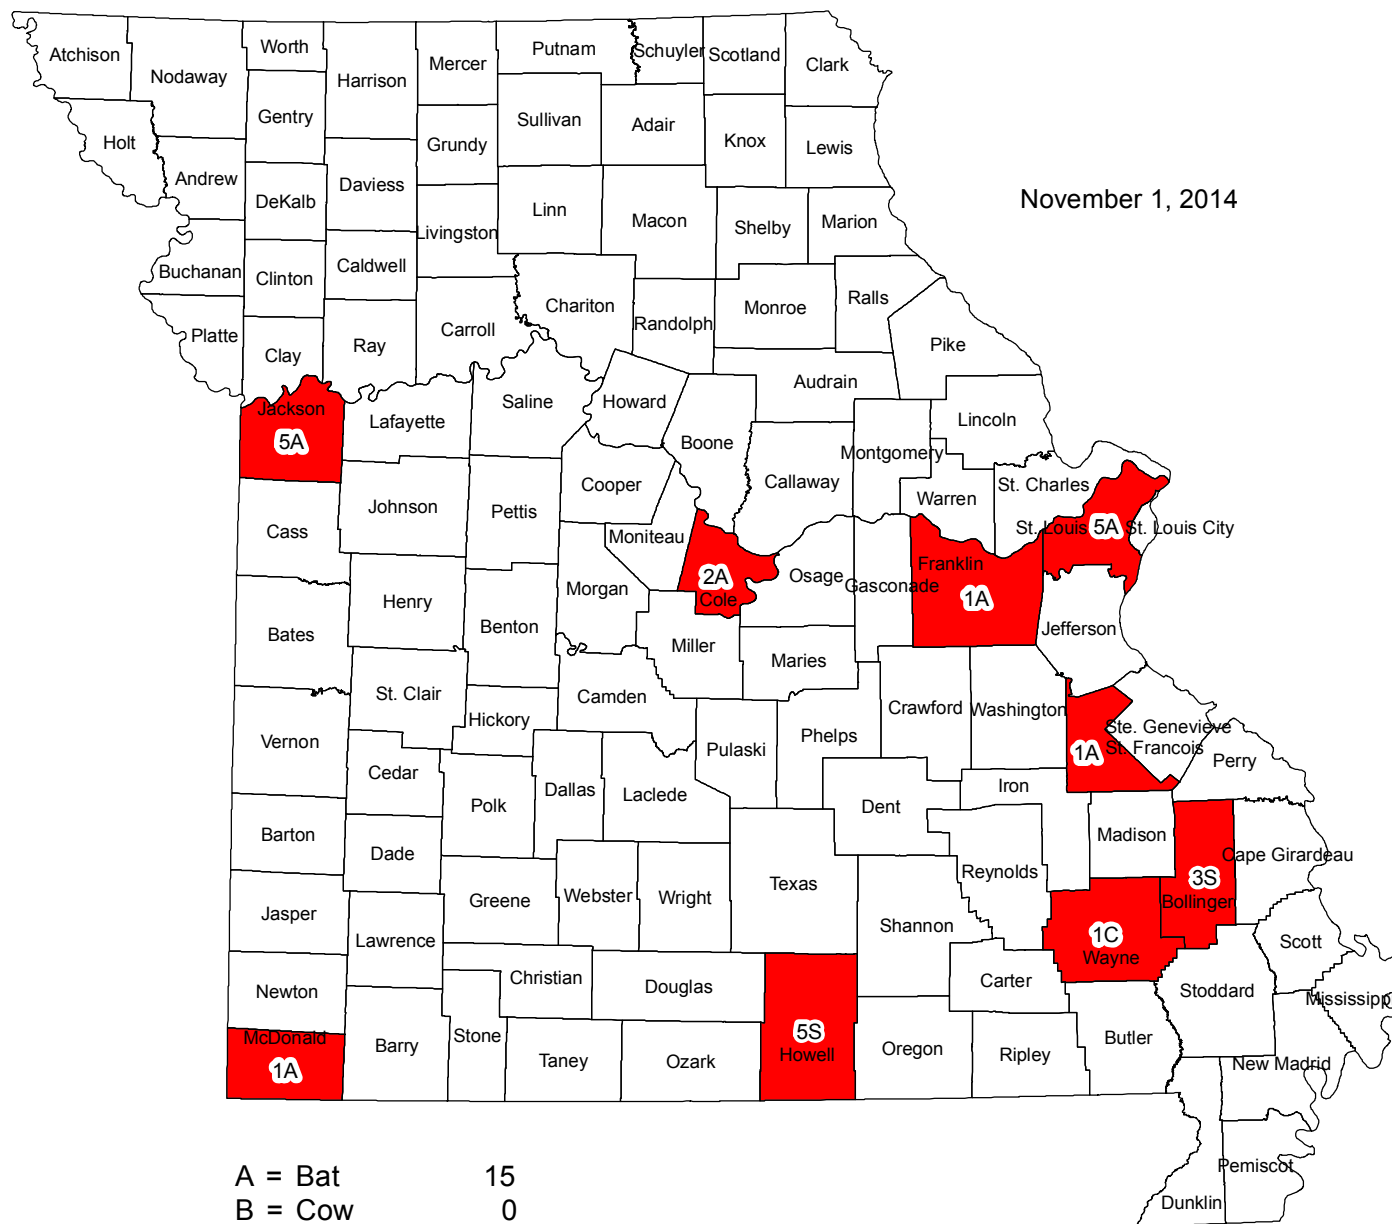 Atchison
Nodaway
Worth
Harrison
Mercer
Putnam
Schuyler
Scotland
Clark
Holt
Gentry
Grundy
Sullivan
Adair
Knox
Lewis
Andrew
DeKalb
Daviess
Livingston
Linn
Macon
Shelby
Marion
November 1, 2014
Buchanan
Clinton
Caldwell
Chariton
Randolph
Monroe
Ralls
Platte
Clay
Ray
Carroll
Pike
Audrain
Jackson
5A
Lafayette
Saline
Howard
Boone
Callaway
Montgomery
Lincoln
Cooper
Warren
St. Charles
Cass
Johnson
Pettis
Moniteau
St. Louis
5A
St. Louis City
Franklin
1A
2A
Cole
Osage
Gasconade
Morgan
Henry
Benton
Bates
Miller
Maries
Jefferson
St. Clair
Hickory
Camden
Crawford
Washington
Vernon
Pulaski
Phelps
Ste. Genevieve
1A
St. Francois
Perry
Cedar
Polk
Dallas
Laclede
Dent
Iron
Barton
Dade
Madison
Cape Girardeau
Jasper
Greene
Webster
Wright
Texas
Reynolds
3S
Bollinger
Lawrence
Shannon
1C
Wayne
Scott
Newton
Christian
Douglas
Carter
Stoddard
Mississippi
McDonald
1A
Barry
Stone
Taney
Ozark
5S
Howell
Oregon
Ripley
Butler
New Madrid
Pemiscot
Dunklin
A = Bat 15
B = Cow 0